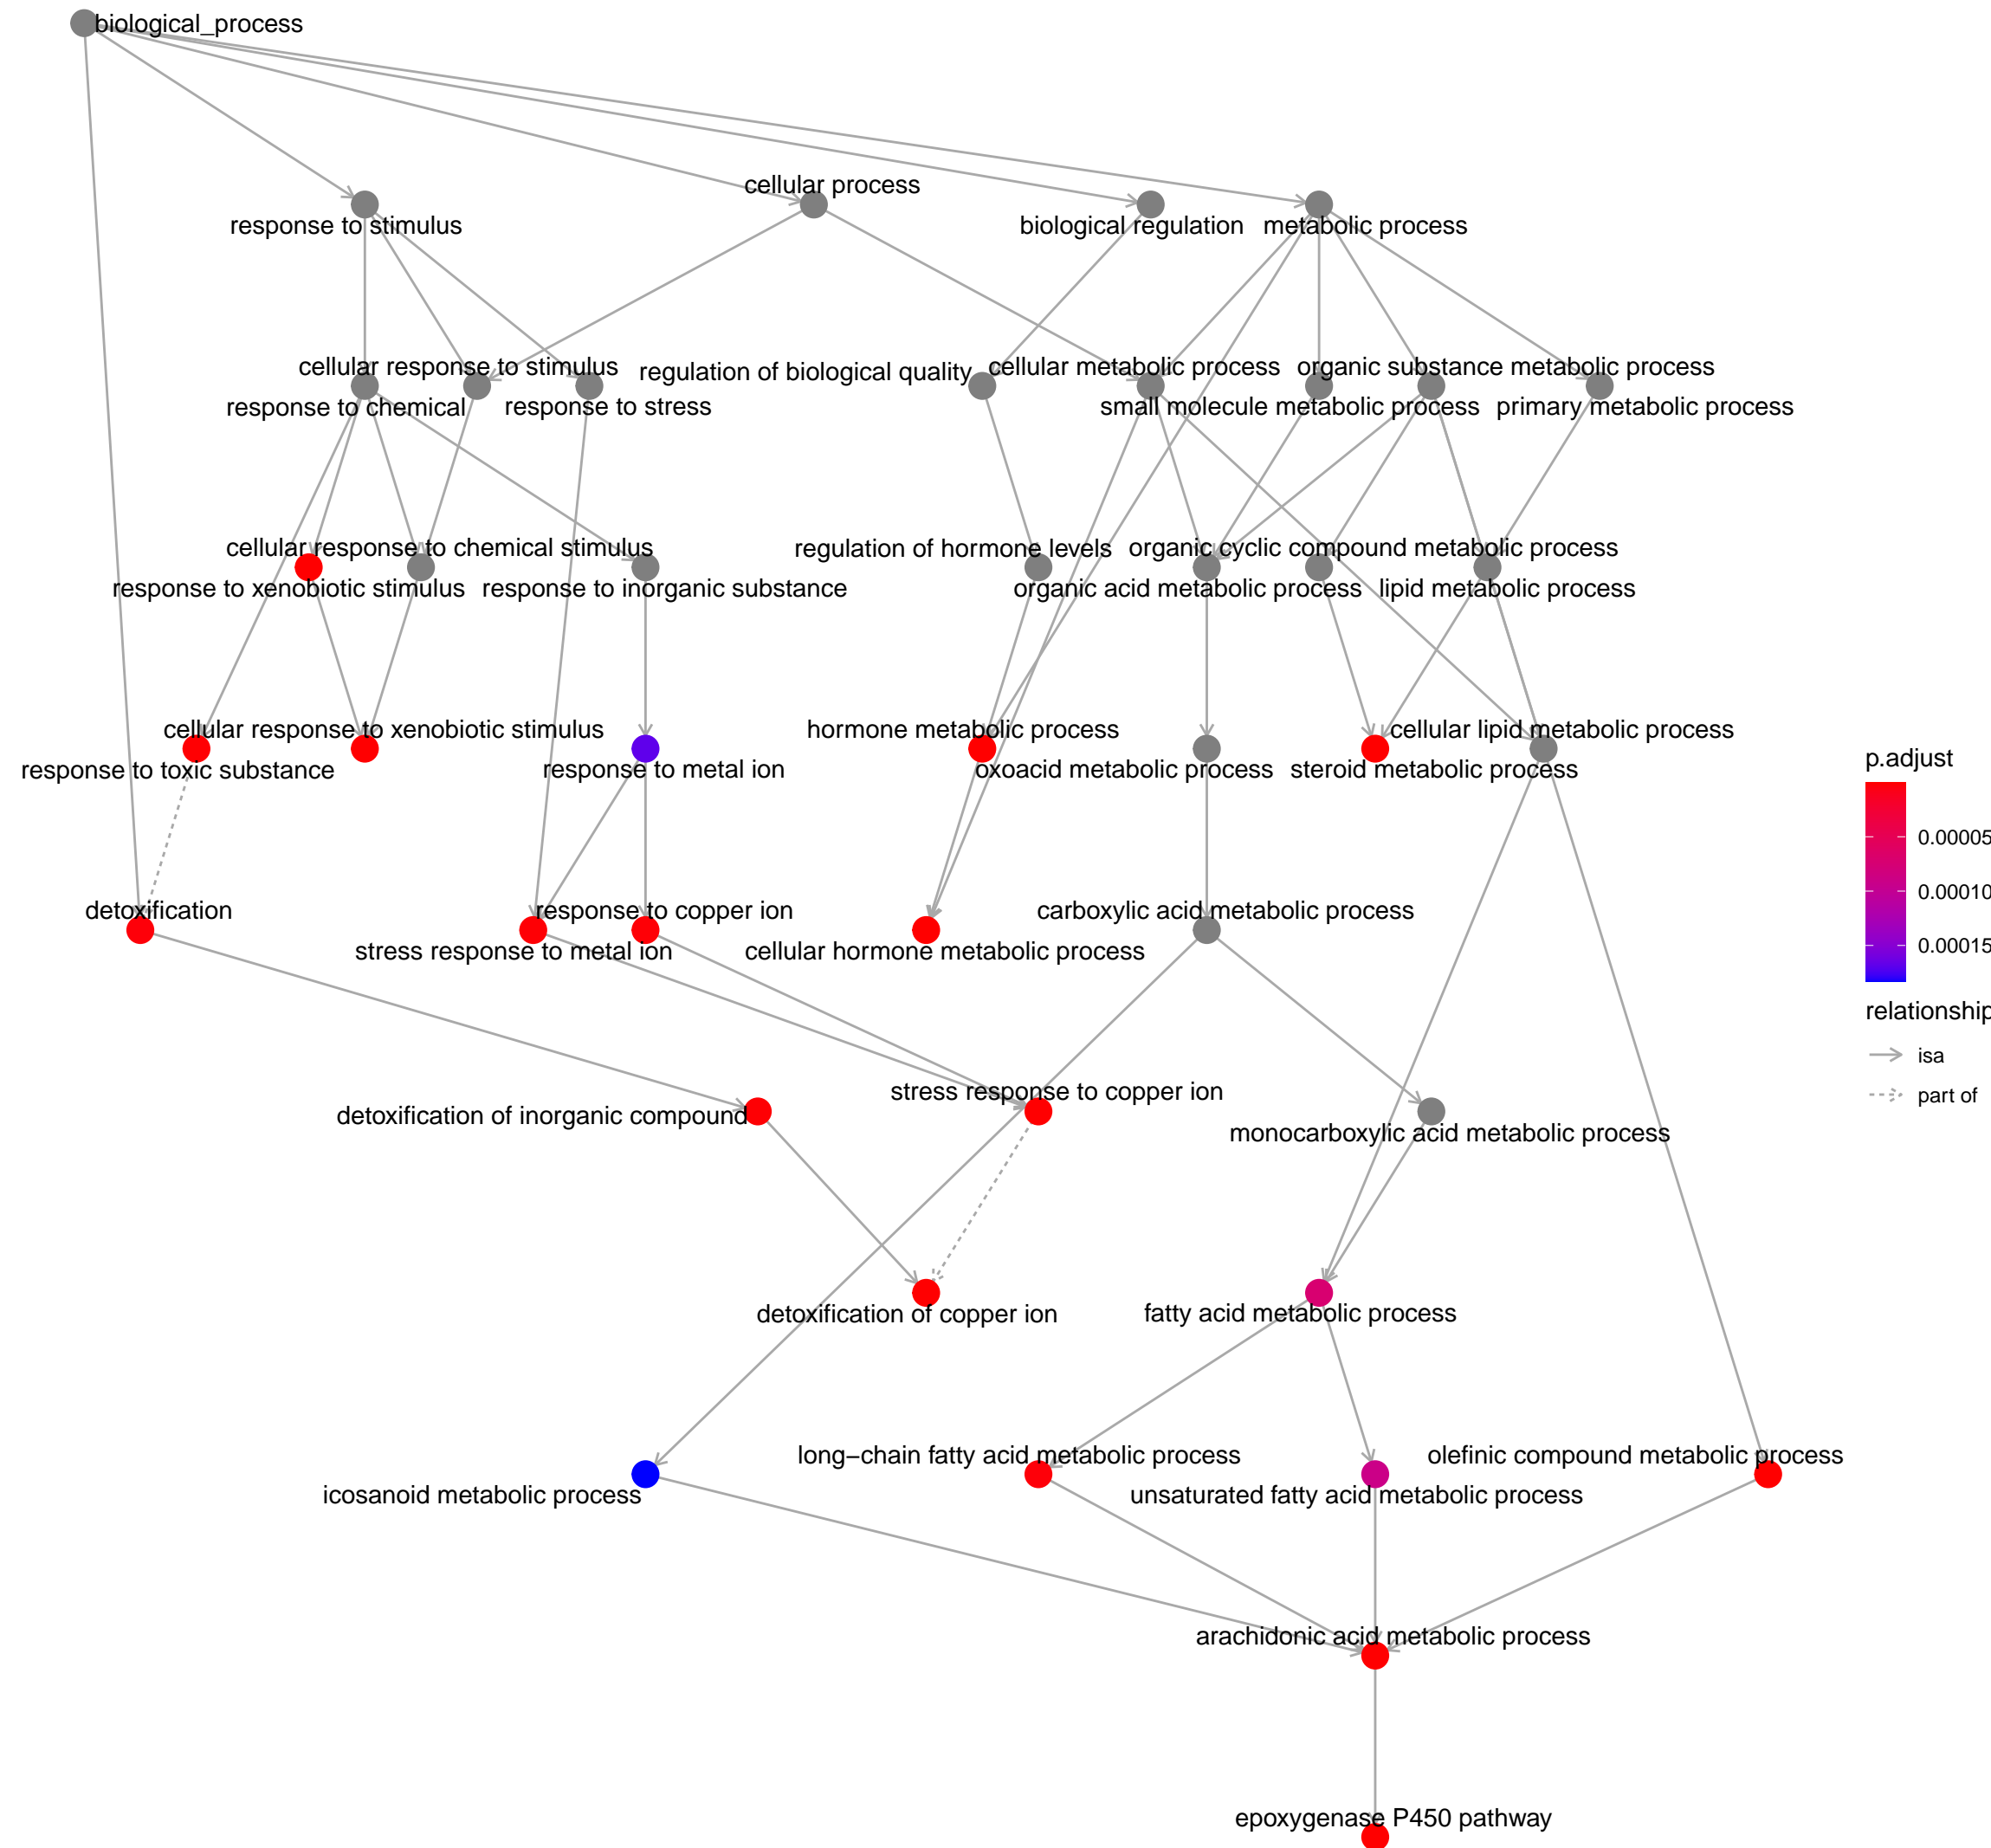 biological_process
cellular process
response to stimulus
biological regulation
metabolic process
cellular response to stimulus
regulation of biological quality
cellular metabolic process
organic substance metabolic process
response to chemical
response to stress
small molecule metabolic process
primary metabolic process
cellular response to chemical stimulus
regulation of hormone levels
organic cyclic compound metabolic process
response to xenobiotic stimulus
response to inorganic substance
organic acid metabolic process
lipid metabolic process
cellular response to xenobiotic stimulus
hormone metabolic process
cellular lipid metabolic process
response to toxic substance
response to metal ion
oxoacid metabolic process
steroid metabolic process
p.adjust
0.00005
0.00010
0.00015
relationship
isa
part of
detoxification
response to copper ion
carboxylic acid metabolic process
stress response to metal ion
cellular hormone metabolic process
stress response to copper ion
detoxification of inorganic compound
monocarboxylic acid metabolic process
detoxification of copper ion
fatty acid metabolic process
long−chain fatty acid metabolic process
olefinic compound metabolic process
icosanoid metabolic process
unsaturated fatty acid metabolic process
arachidonic acid metabolic process
epoxygenase P450 pathway